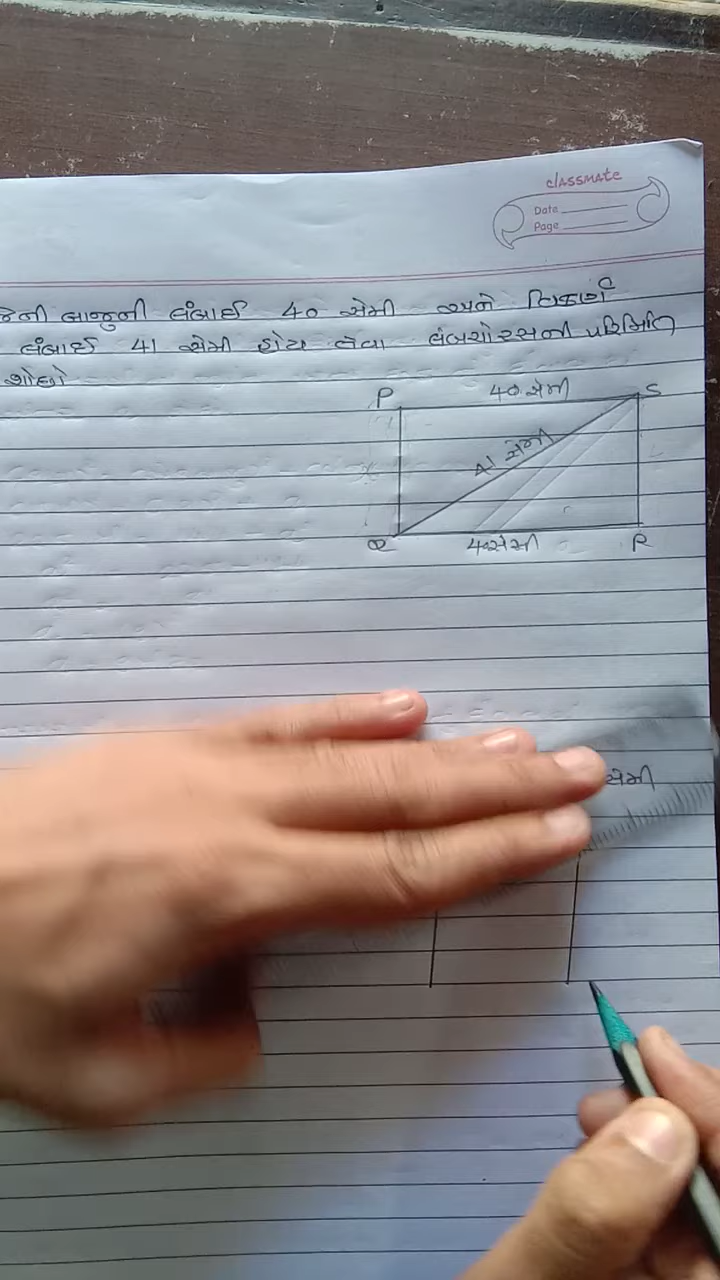 classmate
Date
Page
જેની બાજુની લંબાઈ 40 સેમી અને વિકર્ણ
લંબાઈ 41 સેમી હોય તેવા લંબચોરસની પરિમિતિ
શોધો
P 40 સેમી S
41 સેમી
Q 40 સેમી R
સેમી